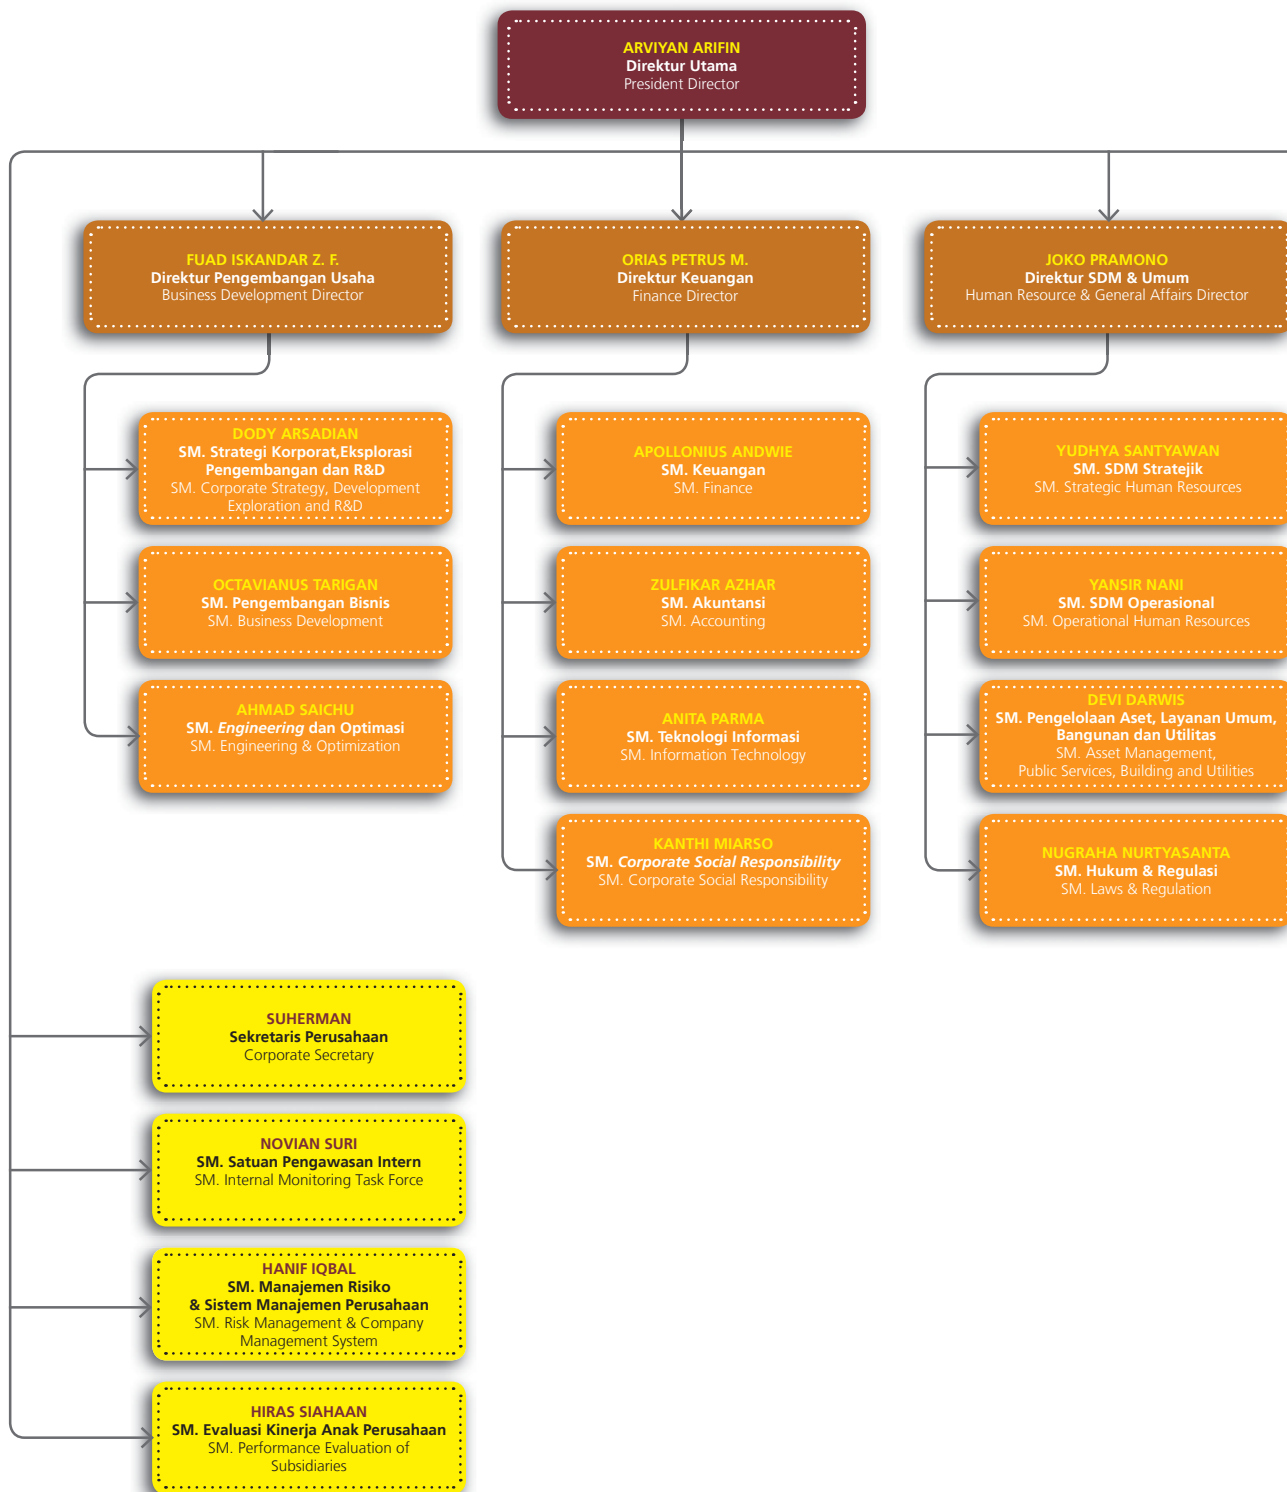 ARVIYAN ARIFIN
Direktur Utama
President Director
FUAD ISKANDAR Z. F.
Direktur Pengembangan Usaha
Business Development Director
ORIAS PETRUS M.
Direktur Keuangan
Finance Director
JOKO PRAMONO
Direktur SDM & Umum
Human Resource & General Affairs Director
DODY ARSADIAN
SM. Strategi Korporat,Eksplorasi
Pengembangan dan R&D
SM. Corporate Strategy, Development
Exploration and R&D
OCTAVIANUS TARIGAN
SM. Pengembangan Bisnis
SM. Business Development
AHMAD SAICHU
SM. Engineering dan Optimasi
SM. Engineering & Optimization
APOLLONIUS ANDWIE
SM. Keuangan
SM. Finance
ZULFIKAR AZHAR
SM. Akuntansi
SM. Accounting
ANITA PARMA
SM. Teknologi Informasi
SM. Information Technology
KANTHI MIARSO
SM. Corporate Social Responsibility
SM. Corporate Social Responsibility
YUDHYA SANTYAWAN
SM. SDM Stratejik
SM. Strategic Human Resources
YANSIR NANI
SM. SDM Operasional
SM. Operational Human Resources
DEVI DARWIS
SM. Pengelolaan Aset, Layanan Umum,
Bangunan dan Utilitas
SM. Asset Management,
Public Services, Building and Utilities
NUGRAHA NURTYASANTA
SM. Hukum & Regulasi
SM. Laws & Regulation
SUHERMAN
Sekretaris Perusahaan
Corporate Secretary
NOVIAN SURI
SM. Satuan Pengawasan Intern
SM. Internal Monitoring Task Force
HANIF IQBAL
SM. Manajemen Risiko
& Sistem Manajemen Perusahaan
SM. Risk Management & Company
Management System
HIRAS SIAHAAN
SM. Evaluasi Kinerja Anak Perusahaan
SM. Performance Evaluation of
Subsidiaries